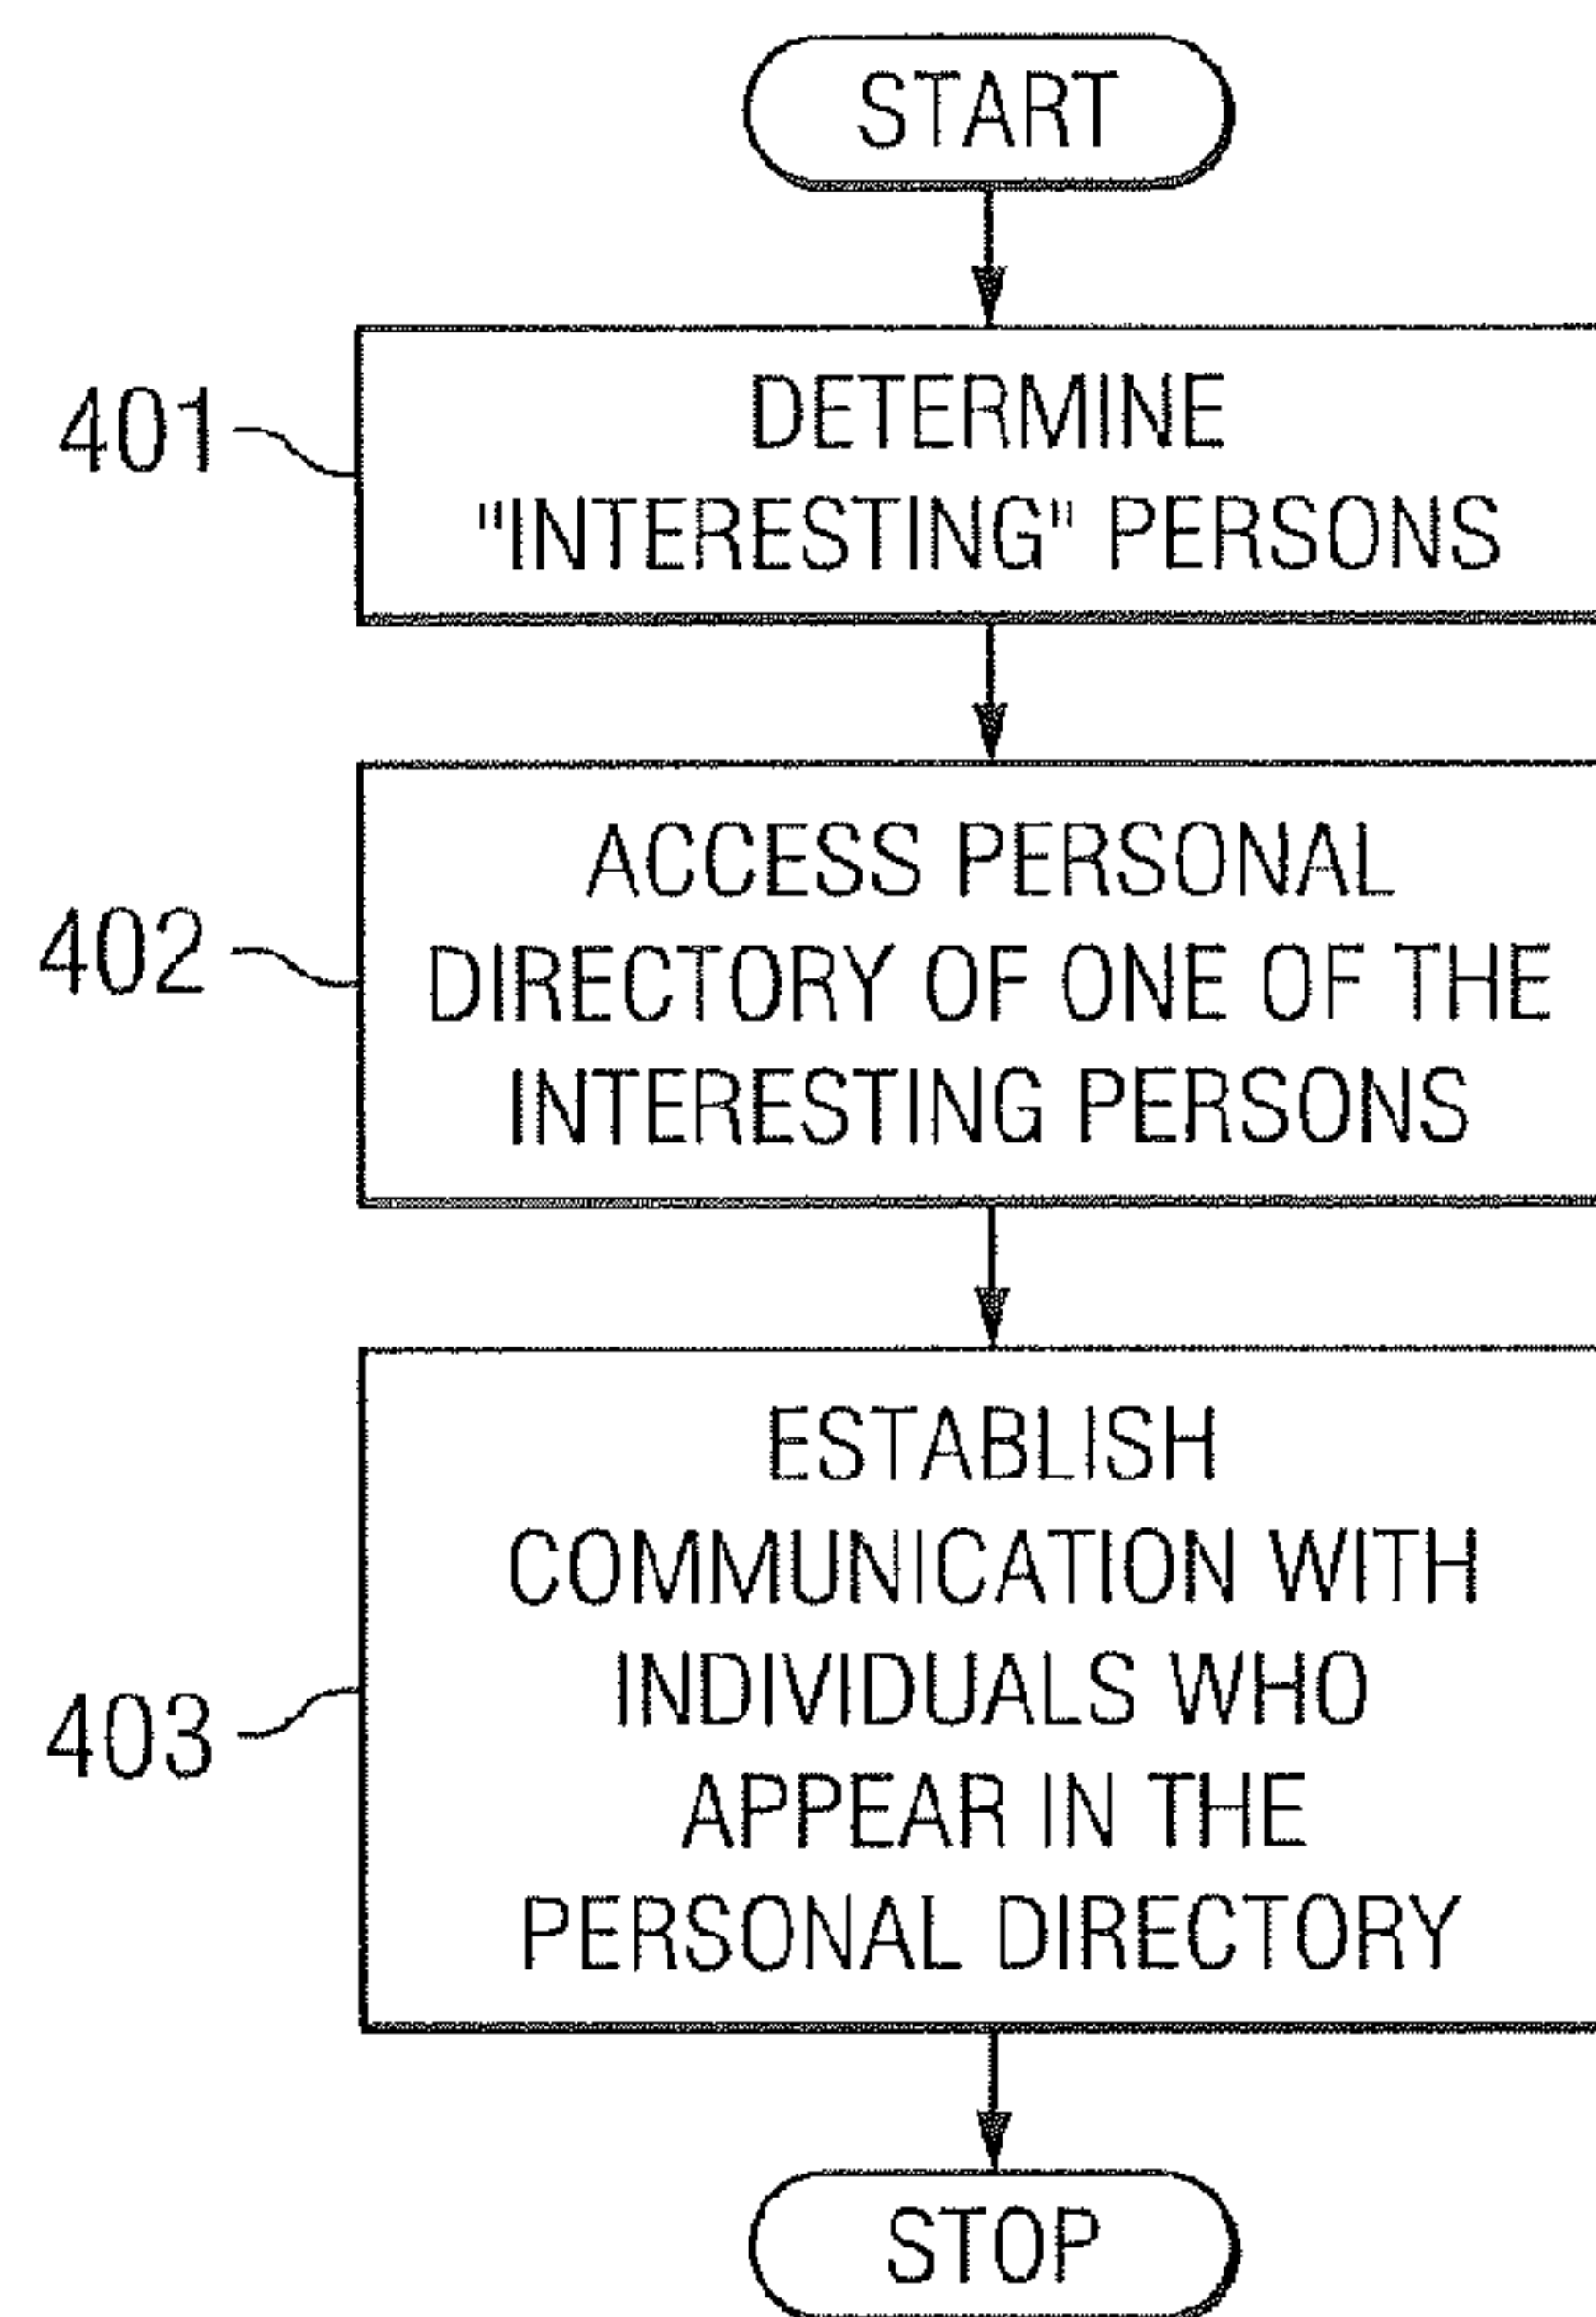 START
401
DETERMINE
"INTERESTING" PERSONS
402
ACCESS PERSONAL
DIRECTORY OF ONE OF THE
INTERESTING PERSONS
403
ESTABLISH
COMMUNICATION WITH
INDIVIDUALS WHO
APPEAR IN THE
PERSONAL DIRECTORY
STOP